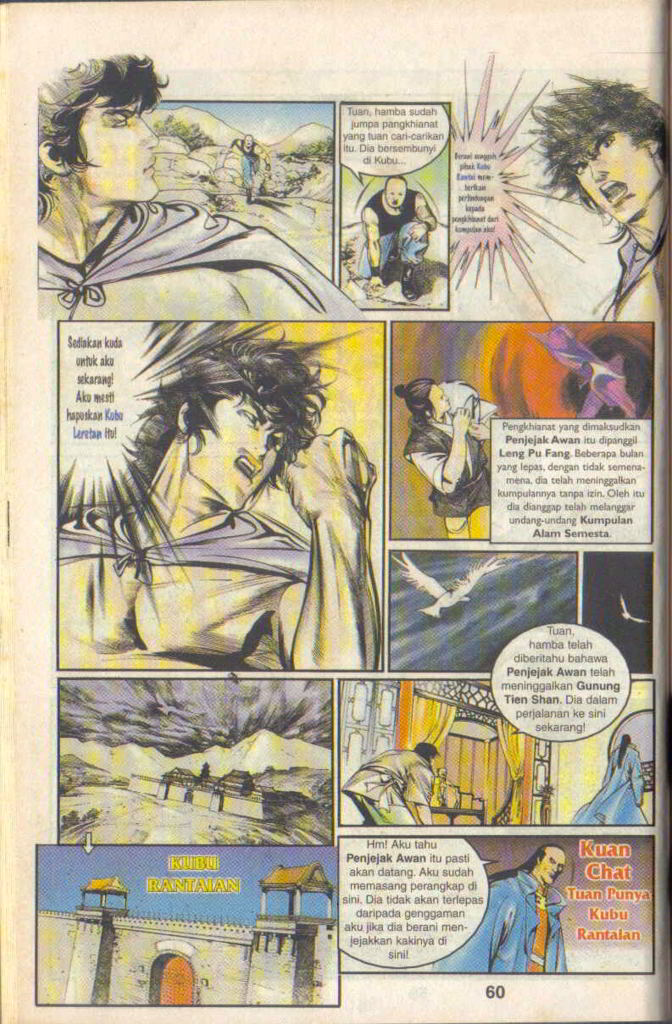 Tuan, hamba sudah
jumpa pangkhianat
yang tuan cari-carikan
itu. Dia bersembunyi
di Kubu...
Berani sungguh
pihak Kubu
Rantai mem-
berikan
perlindungan
kepada
pengkhianat dari
kumpulan aku!
Sediakan kuda
untuk aku
sekarang!
Aku mesti
hapuskan Kubu
Leretan itu!
Pengkhianat yang dimaksudkan
Penjejak Awan itu dipanggil
Leng Pu Fang. Beberapa bulan
yang lepas, dengan tidak semena-
mena, dia telah meninggalkan
kumpulannya tanpa izin. Oleh itu
dia dianggap telah melanggar
undang-undang Kumpulan
Alam Semesta.
Tuan,
hamba telah
diberitahu bahawa
Penjejak Awan telah
meninggalkan Gunung
Tien Shan. Dia dalam
perjalanan ke sini
sekarang!
KUBU
RANTAIAN
Hm! Aku tahu
Penjejak Awan itu pasti
akan datang. Aku sudah
memasang perangkap di
sini. Dia tidak akan terlepas
daripada genggaman
aku jika dia berani men-
jejakkan kakinya di
sini!
Kuan
Chat
Tuan Punya
Kubu
Rantaian
60